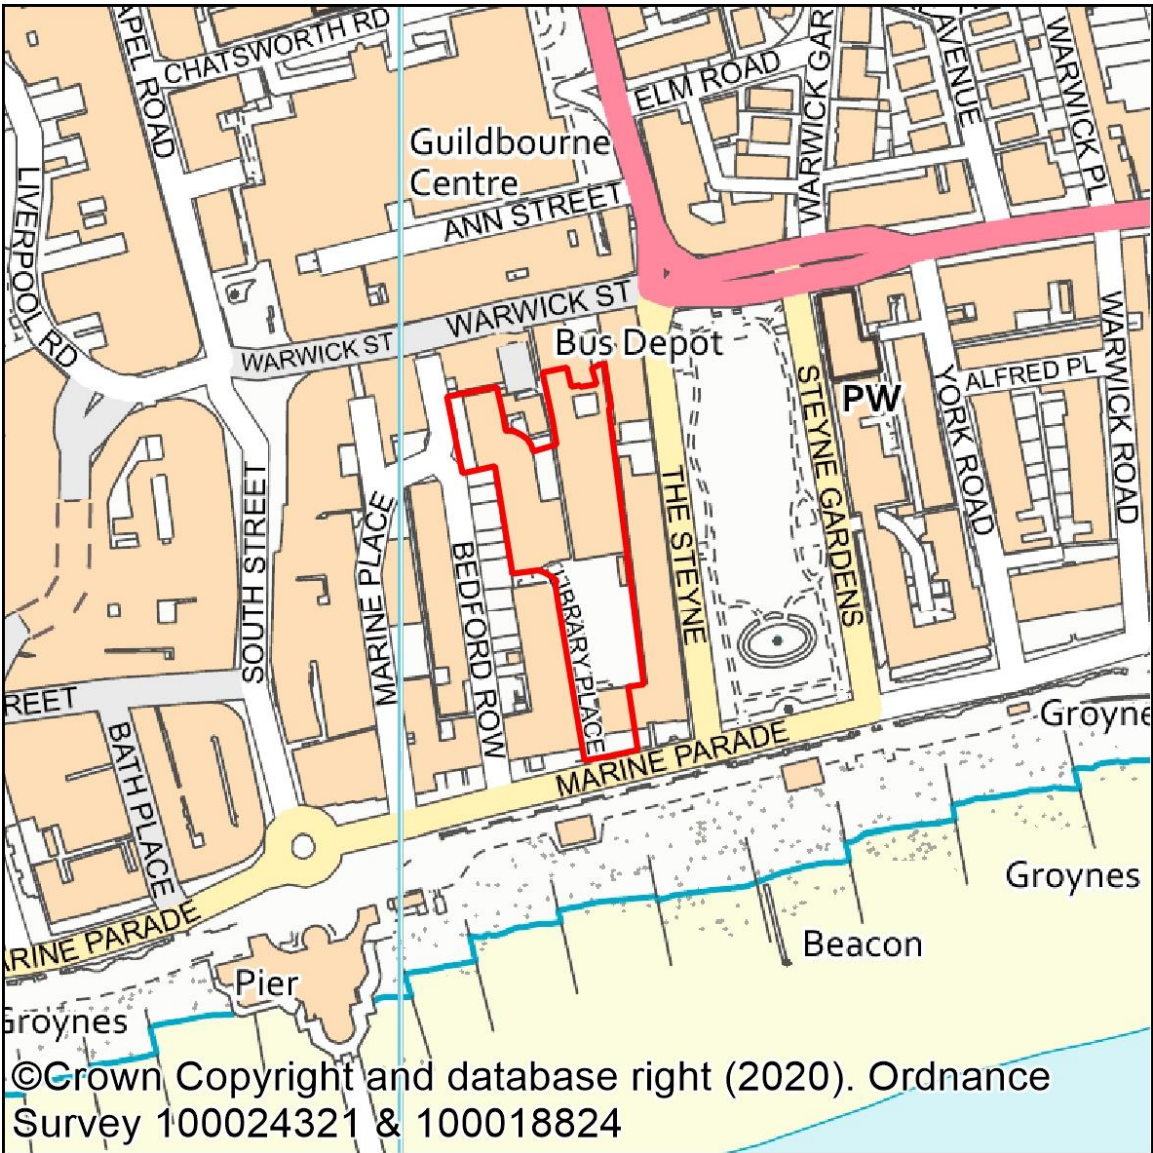 APEL ROAD
CHATSWORTH RD
ELM ROAD
WARWICK GAR
AVENUE
WARWICK PL
LIVERPOOL RD
Guildbourne
Centre
ANN STREET
WARWICK ST
WARWICK ST
Bus Depot
PW
ALFRED PL
WARWICK ROAD
YORK ROAD
STEYNE GARDENS
THE STEYNE
SOUTH STREET
MARINE PLACE
BEDFORD ROW
LIBRARY PLACE
REET
BATH PLACE
MARINE PARADE
Groyne
Groynes
Beacon
ARINE PARADE
Pier
Groynes
©Crown Copyright and database right (2020). Ordnance
Survey 100024321 & 100018824